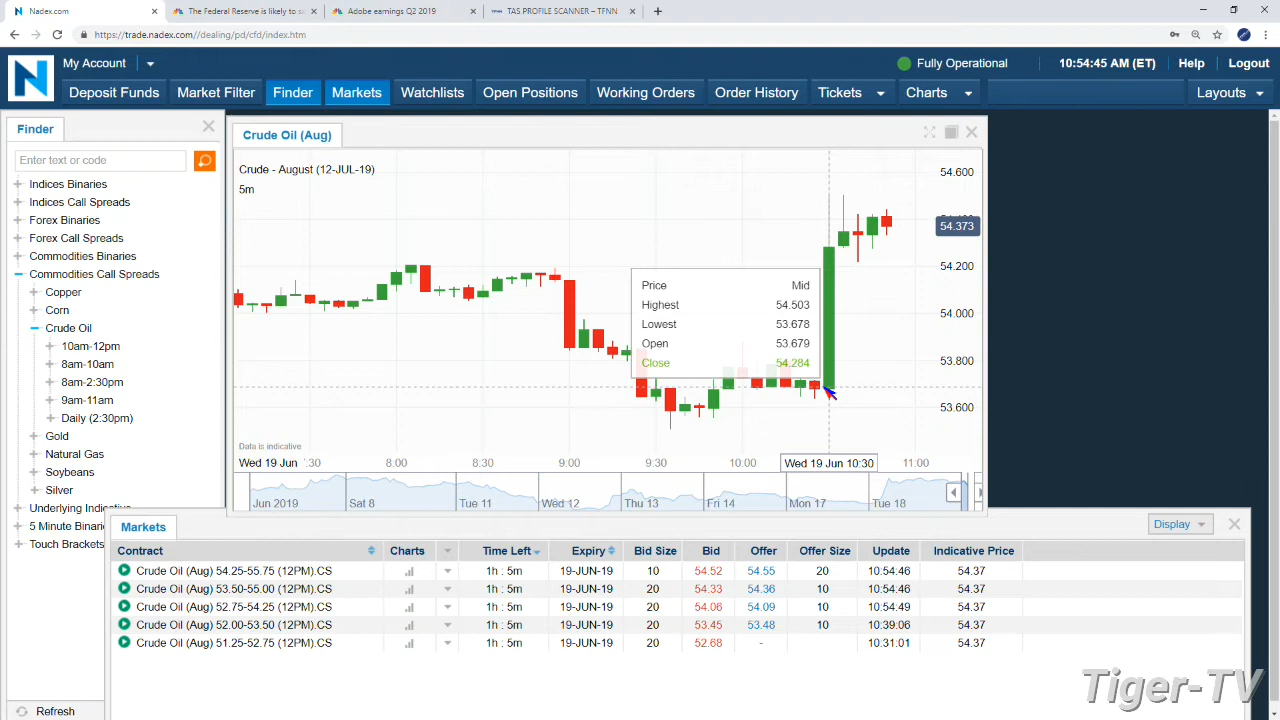 Nadex.com
The Federal Reserve is likely to s
Adobe earnings Q2 2019
TAS PROFILE SCANNER – TFNN
https://trade.nadex.com/dealing/pd/cfd/index.htm
N
My Account
Fully Operational
10:54:45 AM (ET)
Help
Logout
Deposit Funds
Market Filter
Finder
Markets
Watchlists
Open Positions
Working Orders
Order History
Tickets
Charts
Layouts
Finder
Enter text or code
Indices Binaries
Indices Call Spreads
Forex Binaries
Forex Call Spreads
Commodities Binaries
Commodities Call Spreads
Copper
Corn
Crude Oil
10am-12pm
8am-10am
8am-2:30pm
9am-11am
Daily (2:30pm)
Gold
Natural Gas
Soybeans
Silver
Underlying Indicative
5 Minute Binari
Touch Brackets
Refresh
Crude Oil (Aug)
Crude - August (12-JUL-19)
5m
54.600
54.373
54.200
54.000
53.800
53.600
Price Mid
Highest 54.503
Lowest 53.678
Open 53.679
Close 54.284
Data is indicative
Wed 19 Jun :30 8:00 8:30 9:00 9:30 10:00 Wed 19 Jun 10:30 11:00
Jun 2019 Sat 8 Tue 11 Wed 12 Thu 13 Fri 14 Mon 17 Tue 18
Markets
Display
Contract Charts Time Left Expiry Bid Size Bid Offer Offer Size Update Indicative Price
Crude Oil (Aug) 54.25-55.75 (12PM).CS 1h : 5m 19-JUN-19 10 54.52 54.55 20 10:54:46 54.37
Crude Oil (Aug) 53.50-55.00 (12PM).CS 1h : 5m 19-JUN-19 20 54.33 54.36 10 10:54:46 54.37
Crude Oil (Aug) 52.75-54.25 (12PM).CS 1h : 5m 19-JUN-19 20 54.06 54.09 10 10:54:49 54.37
Crude Oil (Aug) 52.00-53.50 (12PM).CS 1h : 5m 19-JUN-19 20 53.45 53.48 10 10:39:06 54.37
Crude Oil (Aug) 51.25-52.75 (12PM).CS 1h : 5m 19-JUN-19 20 52.68 - 10:31:01 54.37
Tiger-TV